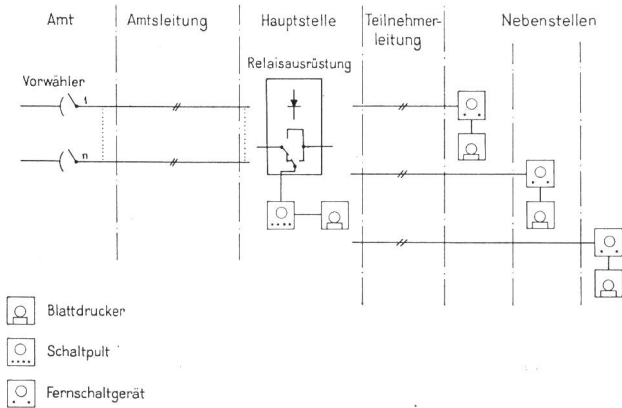 Amt
Amtsleitung
Hauptstelle
Teilnehmer-
leitung
Nebenstellen
Relaisausrüstung
Vorwähler
1
n
Blattdrucker
Schaltpult
Fernschaltgerät